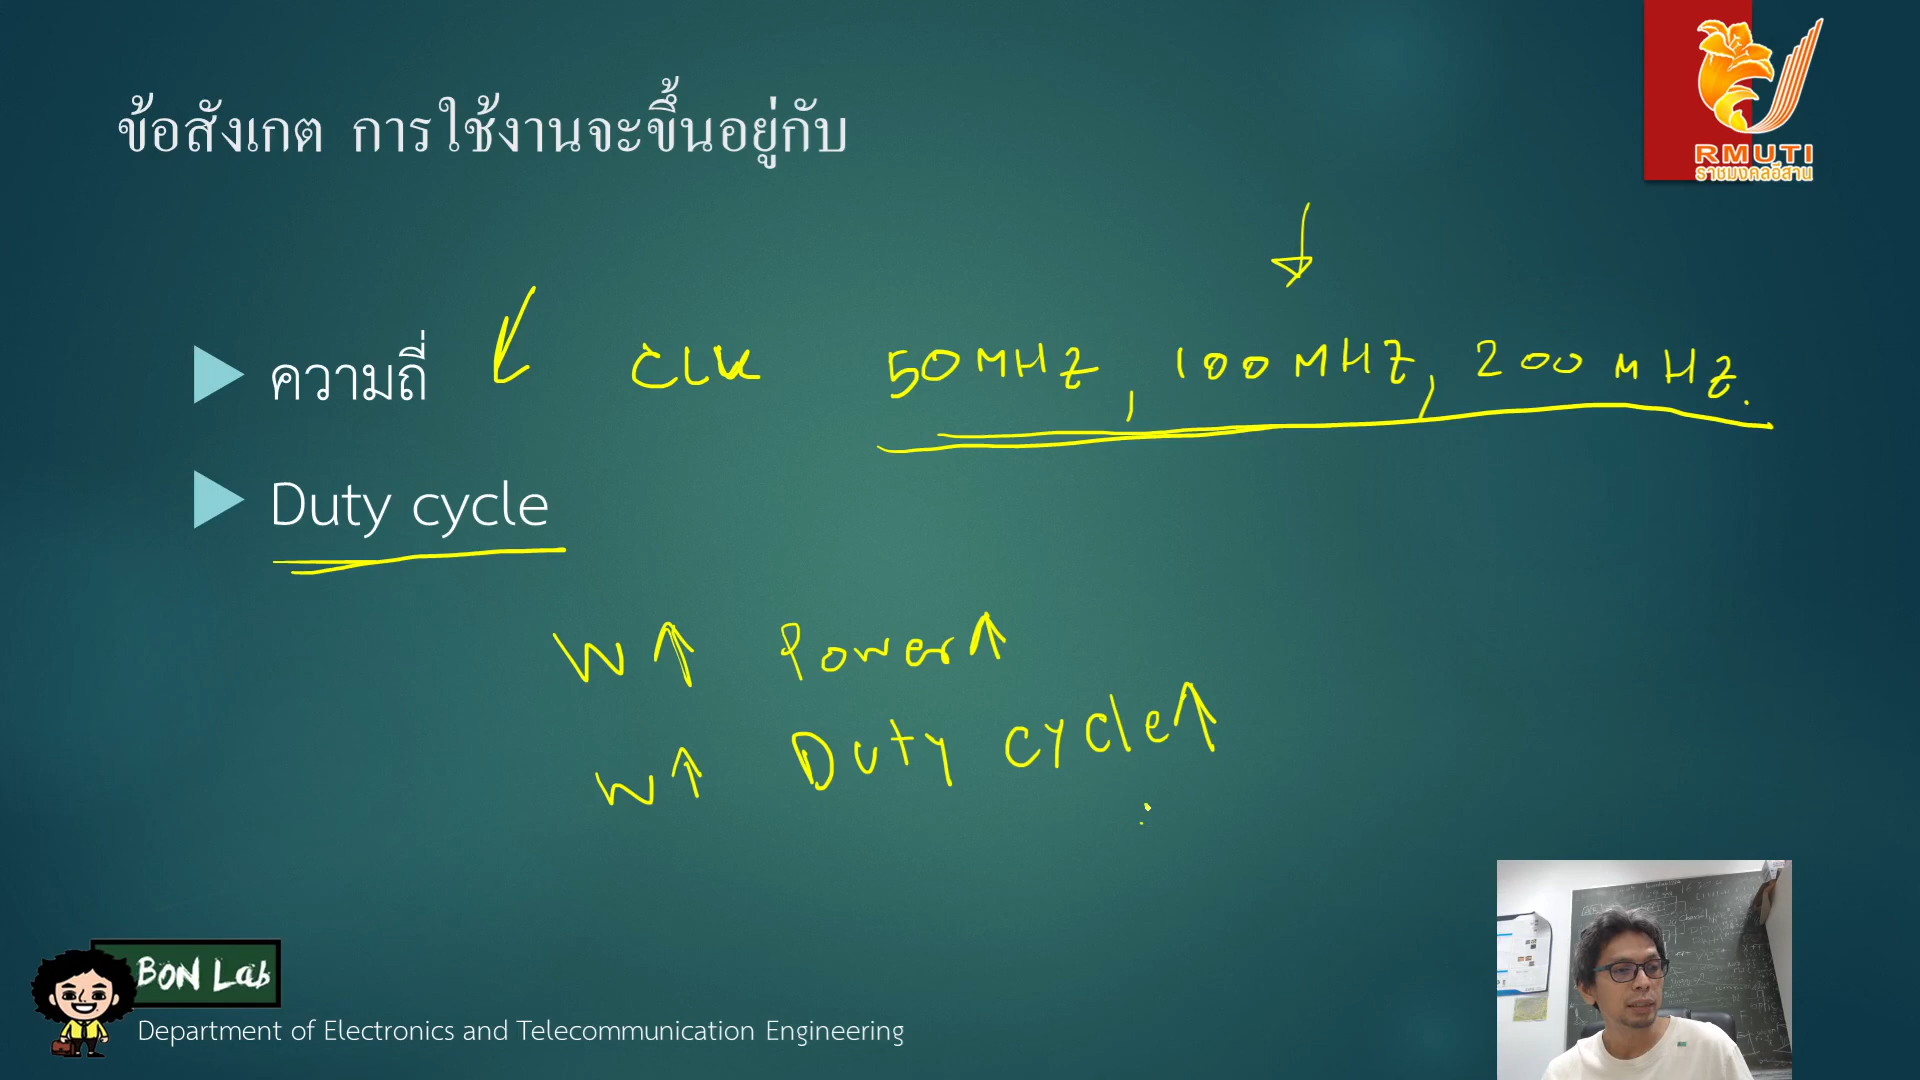 ข้อสังเกต การใช้งานจะขึ้นอยู่กับ
RMUTI
ราชมงคลอีสาน
ความถี่ CLK 50MHZ, 100MHZ, 200MHZ.
Duty cycle
W↑ Power↑
W↑ Duty cycle↑
BON Lab
Department of Electronics and Telecommunication Engineering